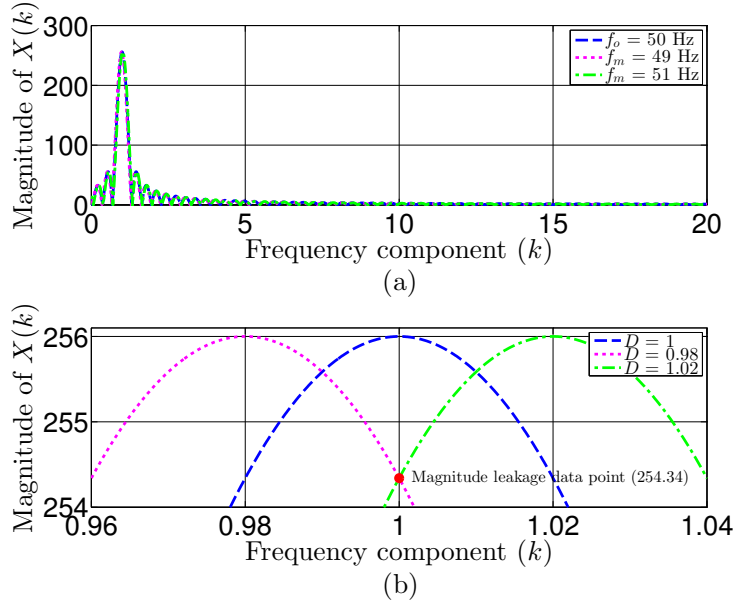 300
200
100
0
Magnitude of X(k)
0 5 10 15 20
Frequency component (k)
f_o = 50 Hz
f_m = 49 Hz
f_m = 51 Hz
(a)
256
255
254
Magnitude of X(k)
0.96 0.98 1 1.02 1.04
Frequency component (k)
D = 1
D = 0.98
D = 1.02
Magnitude leakage data point (254.34)
(b)